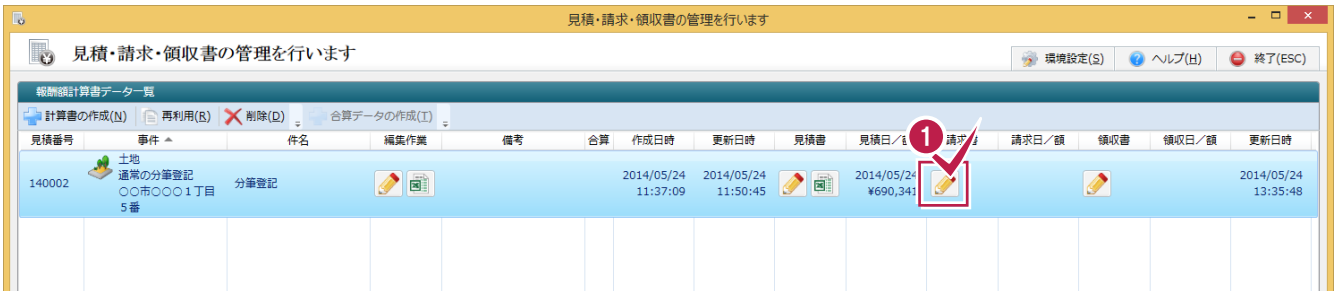 見積・請求・領収書の管理を行います
見積・請求・領収書の管理を行います
環境設定(S) ヘルプ(H) 終了(ESC)
報酬額計算書データ一覧
計算書の作成(N) 再利用(R) 削除(D) 合算データの作成(I)
見積番号 事件 件名 編集作業 備考 合算 作成日時 更新日時 見積書 見積日/ 請求 請求日/額 領収書 領収日/額 更新日時
1
140002 土地 分筆登記 2014/05/24 2014/05/24 2014/05/24 2014/05/24
通常の分筆登記 11:37:09 11:50:45 ¥690,341 13:35:48
○○市○○○1丁目
5番